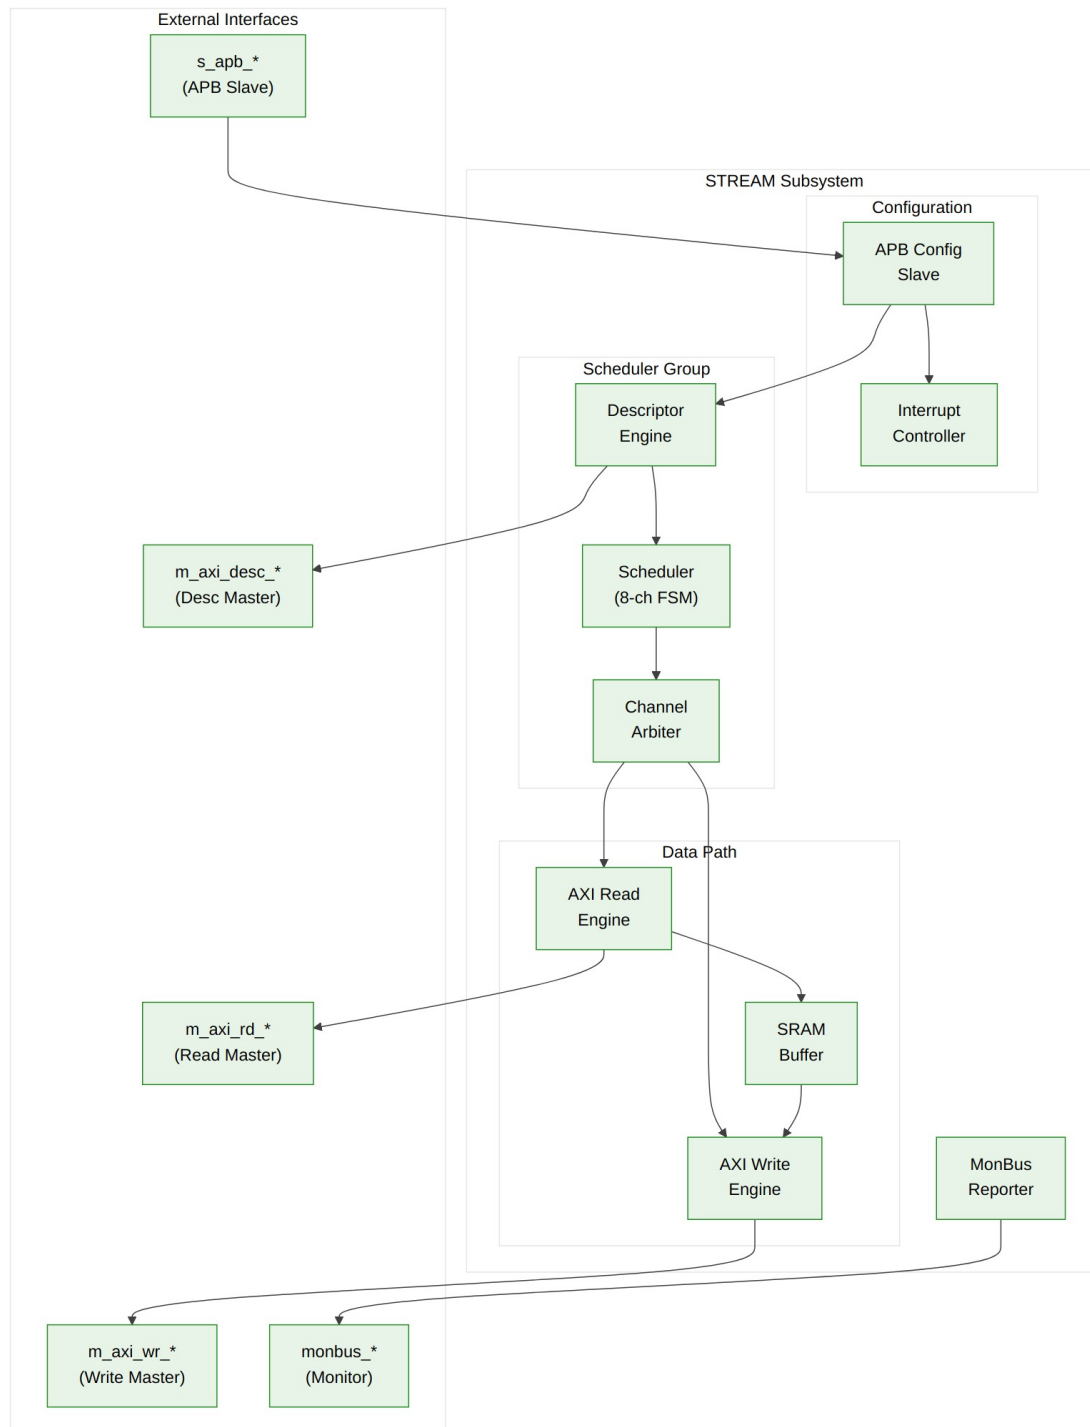 External Interfaces
s_apb_*
(APB Slave)
STREAM Subsystem
Configuration
APB Config
Slave
Scheduler Group
Descriptor
Engine
Interrupt
Controller
m_axi_desc_*
(Desc Master)
Scheduler
(8-ch FSM)
Channel
Arbiter
Data Path
AXI Read
Engine
m_axi_rd_*
(Read Master)
SRAM
Buffer
AXI Write
Engine
MonBus
Reporter
m_axi_wr_*
(Write Master)
monbus_*
(Monitor)